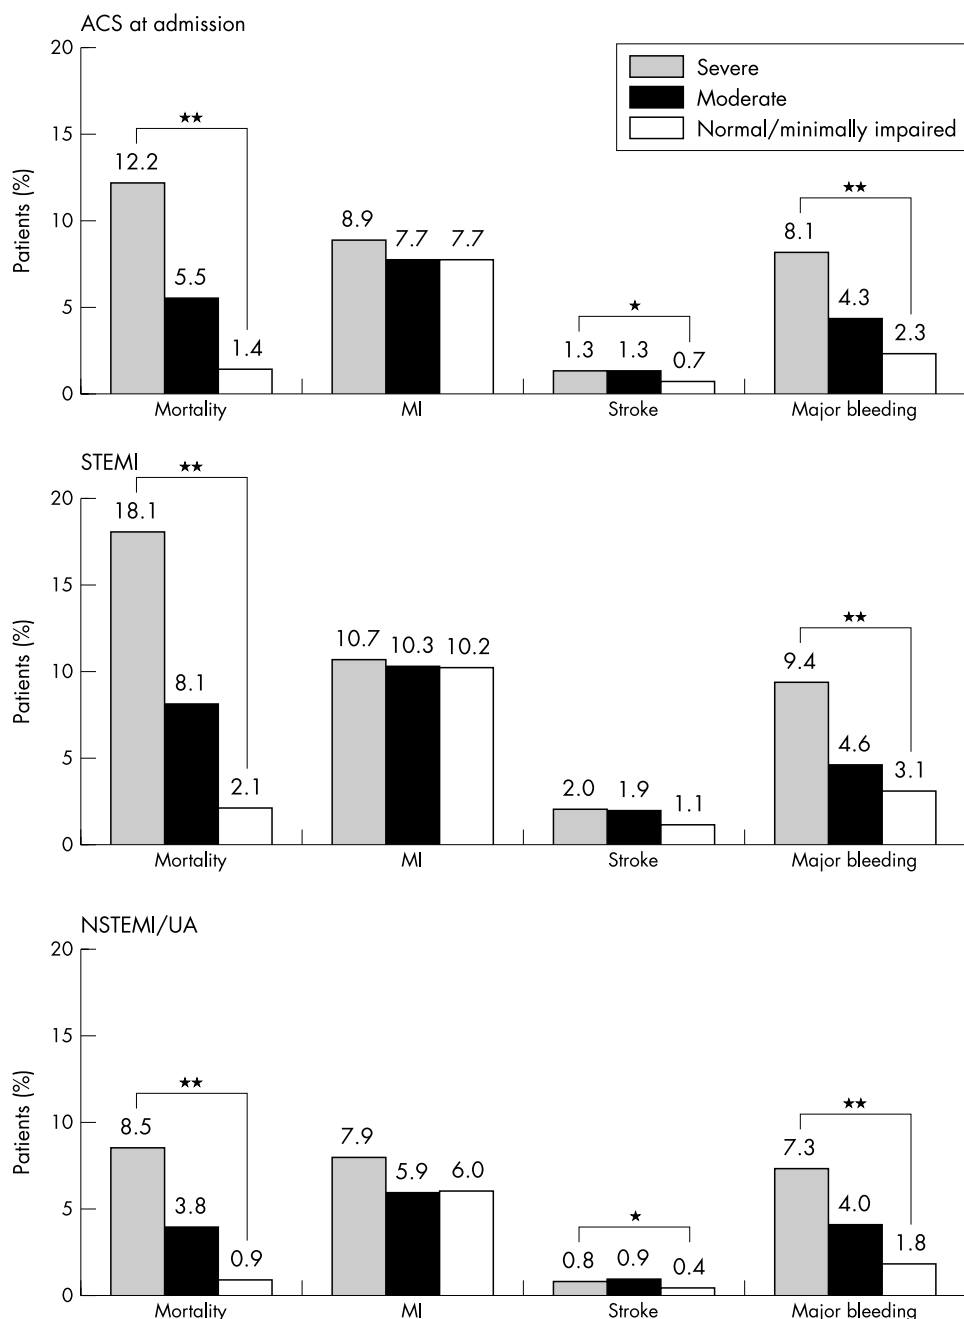 ACS at admission
20
15
10
5
0
Patients (%)
Severe
Moderate
Normal/minimally impaired
★★
12.2
5.5
1.4
8.9
7.7
7.7
★
1.3
1.3
0.7
★★
8.1
4.3
2.3
Mortality
MI
Stroke
Major bleeding
STEMI
20
15
10
5
0
Patients (%)
★★
18.1
8.1
2.1
10.7
10.3
10.2
2.0
1.9
1.1
★★
9.4
4.6
3.1
Mortality
MI
Stroke
Major bleeding
NSTEMI/UA
20
15
10
5
0
Patients (%)
★★
8.5
3.8
0.9
7.9
5.9
6.0
★
0.8
0.9
0.4
★★
7.3
4.0
1.8
Mortality
MI
Stroke
Major bleeding